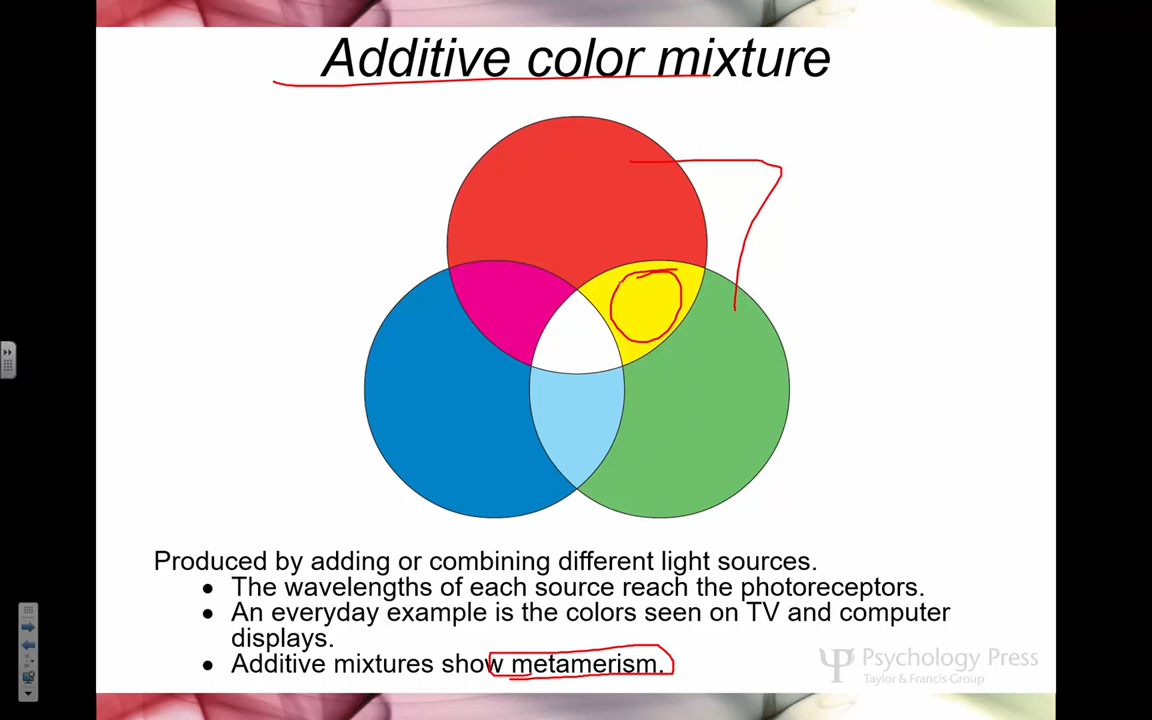 Additive color mixture
Produced by adding or combining different light sources.
• The wavelengths of each source reach the photoreceptors.
• An everyday example is the colors seen on TV and computer
displays.
• Additive mixtures show metamerism.
Psychology Press
Taylor & Francis Group